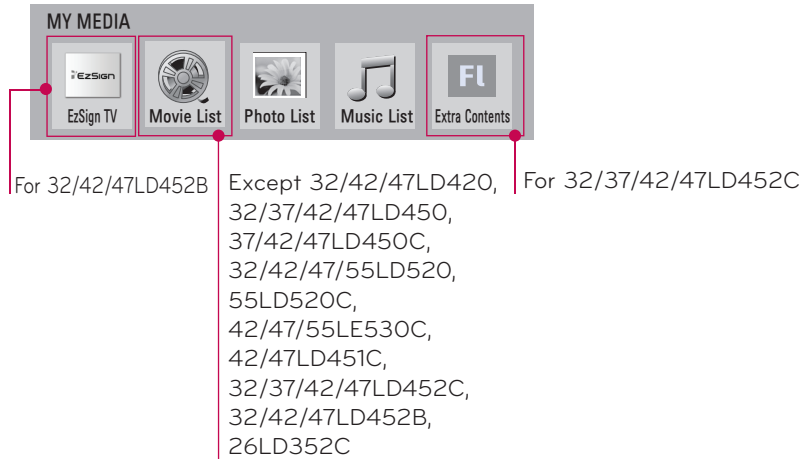 MY MEDIA
EzSign
EzSign TV
Movie List
Photo List
Music List
FL
Extra Contents
For 32/42/47LD452B
Except 32/42/47LD420,
32/37/42/47LD450,
37/42/47LD450C,
32/42/47/55LD520,
55LD520C,
42/47/55LE530C,
42/47LD451C,
32/37/42/47LD452C,
32/42/47LD452B,
26LD352C
For 32/37/42/47LD452C